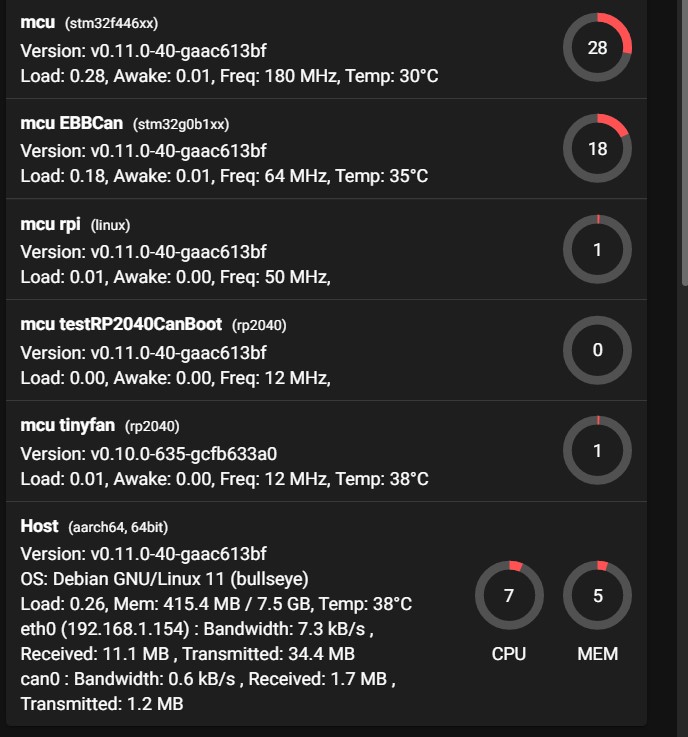 mcu (stm32f446xx)
Version: v0.11.0-40-gaac613bf
Load: 0.28, Awake: 0.01, Freq: 180 MHz, Temp: 30°C
28
mcu EBBCan (stm32g0b1xx)
Version: v0.11.0-40-gaac613bf
Load: 0.18, Awake: 0.01, Freq: 64 MHz, Temp: 35°C
18
mcu rpi (linux)
Version: v0.11.0-40-gaac613bf
Load: 0.01, Awake: 0.00, Freq: 50 MHz,
1
mcu testRP2040CanBoot (rp2040)
Version: v0.11.0-40-gaac613bf
Load: 0.00, Awake: 0.00, Freq: 12 MHz,
0
mcu tinyfan (rp2040)
Version: v0.10.0-635-gcfb633a0
Load: 0.01, Awake: 0.00, Freq: 12 MHz, Temp: 38°C
1
Host (aarch64, 64bit)
Version: v0.11.0-40-gaac613bf
OS: Debian GNU/Linux 11 (bullseye)
Load: 0.26, Mem: 415.4 MB / 7.5 GB, Temp: 38°C
eth0 (192.168.1.154) : Bandwidth: 7.3 kB/s ,
Received: 11.1 MB , Transmitted: 34.4 MB
can0 : Bandwidth: 0.6 kB/s , Received: 1.7 MB ,
Transmitted: 1.2 MB
7 5
CPU MEM